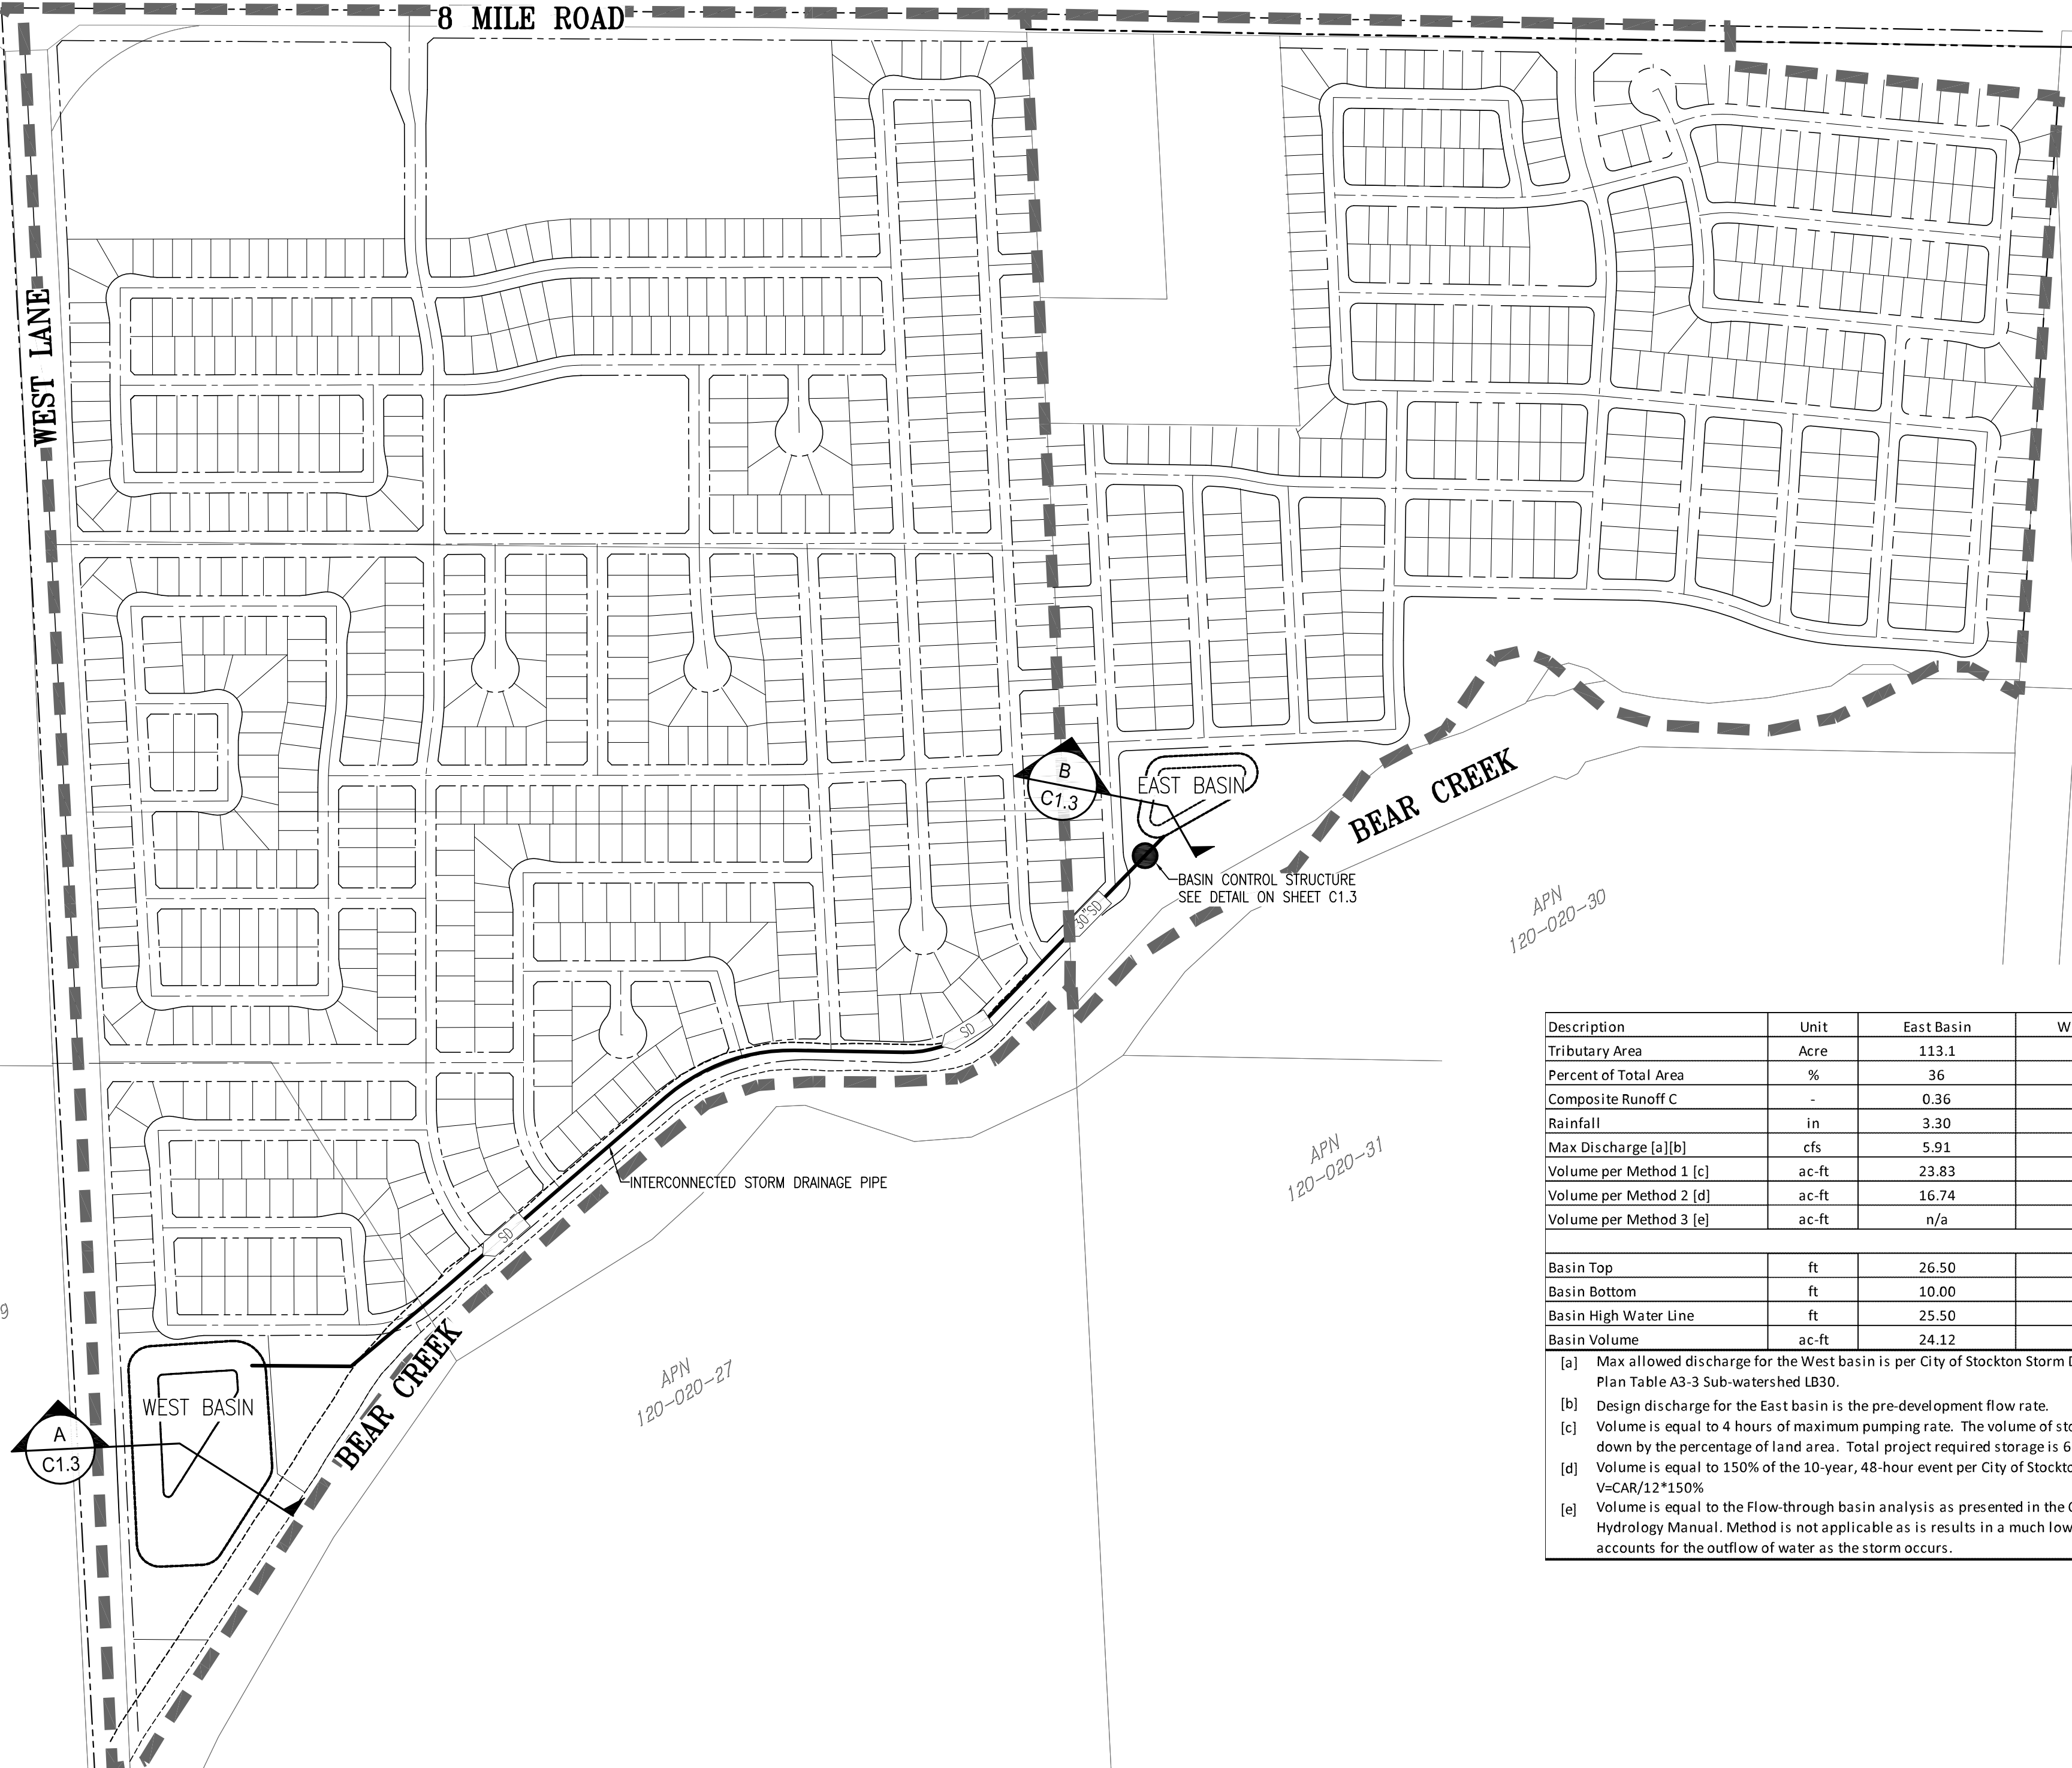 8 MILE ROAD
WEST LANE
B
C1.3
EAST BASIN
BEAR CREEK
BASIN CONTROL STRUCTURE
SEE DETAIL ON SHEET C1.3
30"SD
APN
120-020-30
SD
APN
120-020-31
INTERCONNECTED STORM DRAINAGE PIPE
SD
9
BEAR CREEK
APN
120-020-27
WEST BASIN
A
C1.3
Description Unit East Basin W
Tributary Area Acre 113.1
Percent of Total Area % 36
Composite Runoff C - 0.36
Rainfall in 3.30
Max Discharge [a][b] cfs 5.91
Volume per Method 1 [c] ac-ft 23.83
Volume per Method 2 [d] ac-ft 16.74
Volume per Method 3 [e] ac-ft n/a
Basin Top ft 26.50
Basin Bottom ft 10.00
Basin High Water Line ft 25.50
Basin Volume ac-ft 24.12
[a] Max allowed discharge for the West basin is per City of Stockton Storm D
Plan Table A3-3 Sub-watershed LB30.
[b] Design discharge for the East basin is the pre-development flow rate.
[c] Volume is equal to 4 hours of maximum pumping rate. The volume of sto
down by the percentage of land area. Total project required storage is 6
[d] Volume is equal to 150% of the 10-year, 48-hour event per City of Stockto
V=CAR/12*150%
[e] Volume is equal to the Flow-through basin analysis as presented in the C
Hydrology Manual. Method is not applicable as is results in a much low
accounts for the outflow of water as the storm occurs.